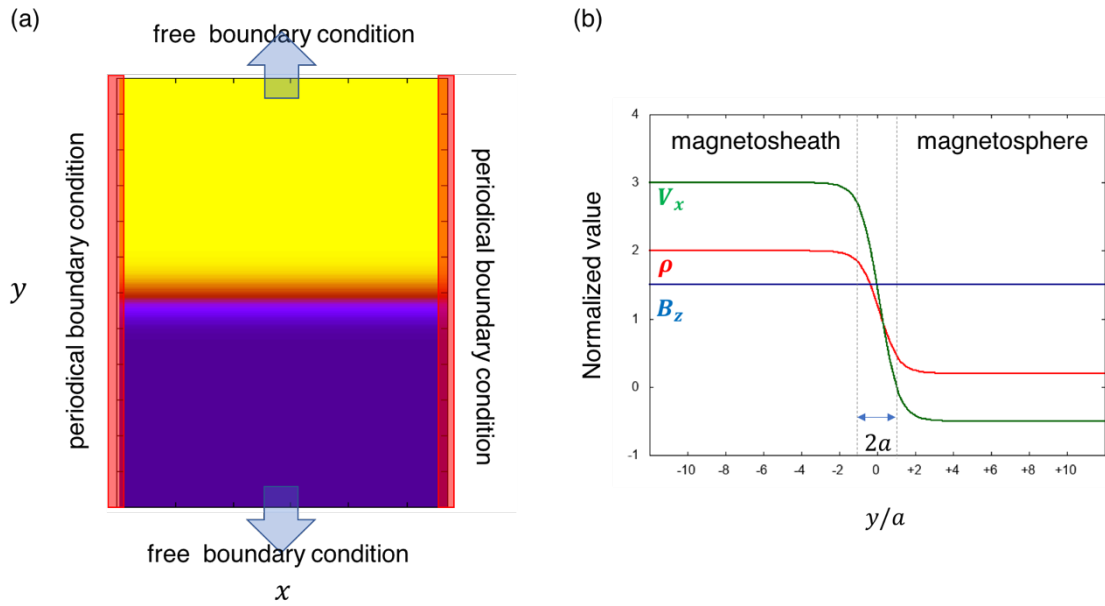 (a)
free boundary condition
periodical boundary condition
y
periodical boundary condition
free boundary condition
x
(b)
Normalized value
4
3
2
1
0
-1
magnetosheath
magnetosphere
V_x
ρ
B_z
2a
-10 -8 -6 -4 -2 0 +2 +4 +6 +8 +10
y/a